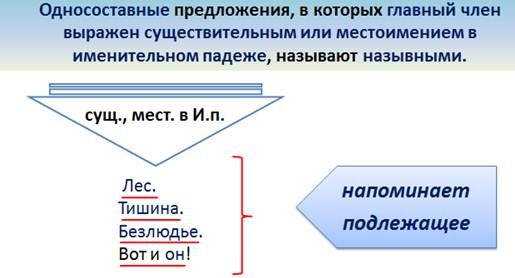 Односоставные предложения, в которых главный член
выражен существительным или местоимением в
именительном падеже, называют назывными.
сущ., мест. в И.п.
Лес.
Тишина.
Безлюдье.
Вот и он!
напоминает
подлежащее